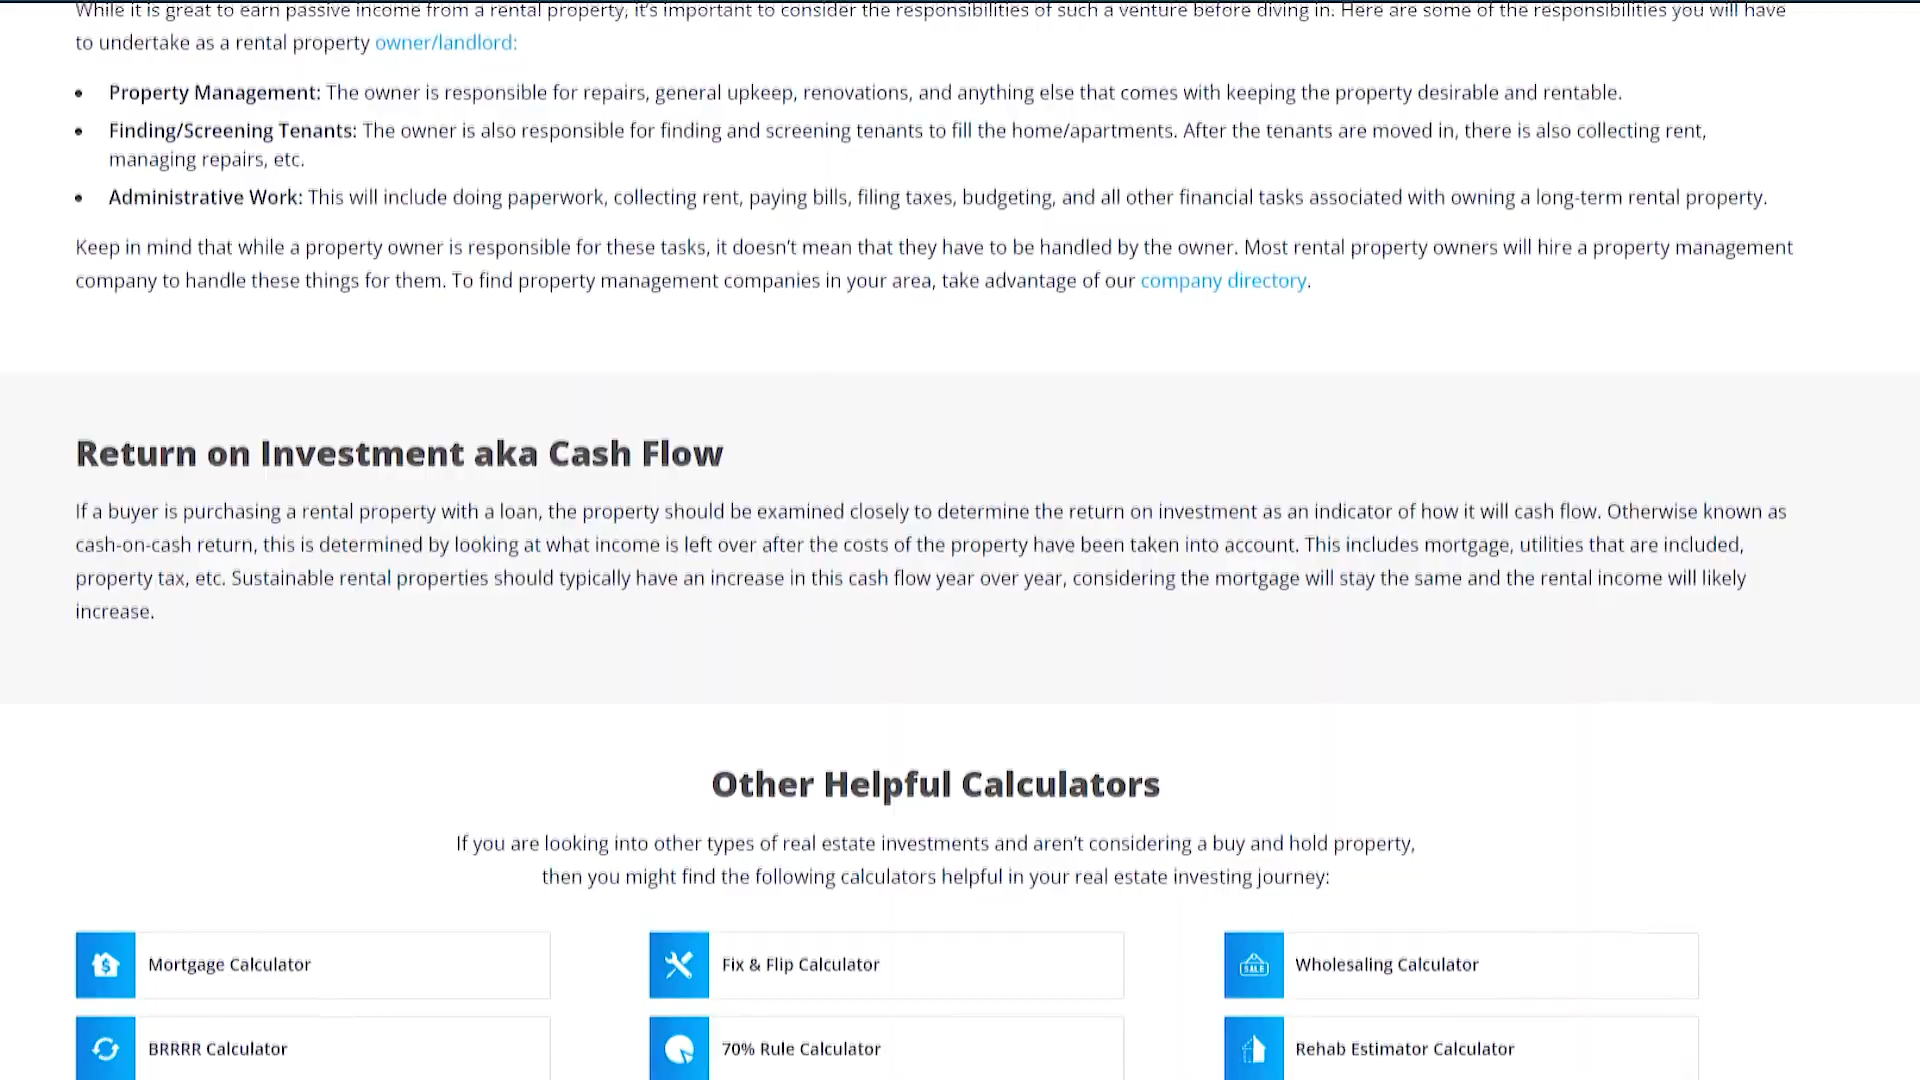 While it is great to earn passive income from a rental property, it's important to consider the responsibilities of such a venture before diving in. Here are some of the responsibilities you will have
to undertake as a rental property owner/landlord:
• Property Management: The owner is responsible for repairs, general upkeep, renovations, and anything else that comes with keeping the property desirable and rentable.
• Finding/Screening Tenants: The owner is also responsible for finding and screening tenants to fill the home/apartments. After the tenants are moved in, there is also collecting rent,
managing repairs, etc.
• Administrative Work: This will include doing paperwork, collecting rent, paying bills, filing taxes, budgeting, and all other financial tasks associated with owning a long-term rental property.
Keep in mind that while a property owner is responsible for these tasks, it doesn't mean that they have to be handled by the owner. Most rental property owners will hire a property management
company to handle these things for them. To find property management companies in your area, take advantage of our company directory.
Return on Investment aka Cash Flow
If a buyer is purchasing a rental property with a loan, the property should be examined closely to determine the return on investment as an indicator of how it will cash flow. Otherwise known as
cash-on-cash return, this is determined by looking at what income is left over after the costs of the property have been taken into account. This includes mortgage, utilities that are included,
property tax, etc. Sustainable rental properties should typically have an increase in this cash flow year over year, considering the mortgage will stay the same and the rental income will likely
increase.
Other Helpful Calculators
If you are looking into other types of real estate investments and aren't considering a buy and hold property,
then you might find the following calculators helpful in your real estate investing journey:
Mortgage Calculator
Fix & Flip Calculator
SALE
Wholesaling Calculator
BRRRR Calculator
70% Rule Calculator
Rehab Estimator Calculator